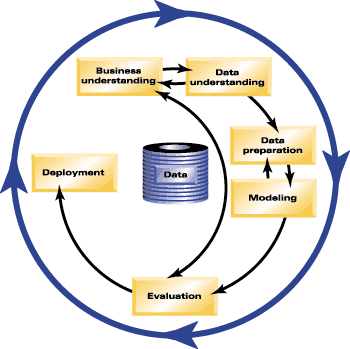 Business
understanding
Data
understanding
Data
preparation
Deployment
Data
Modeling
Evaluation